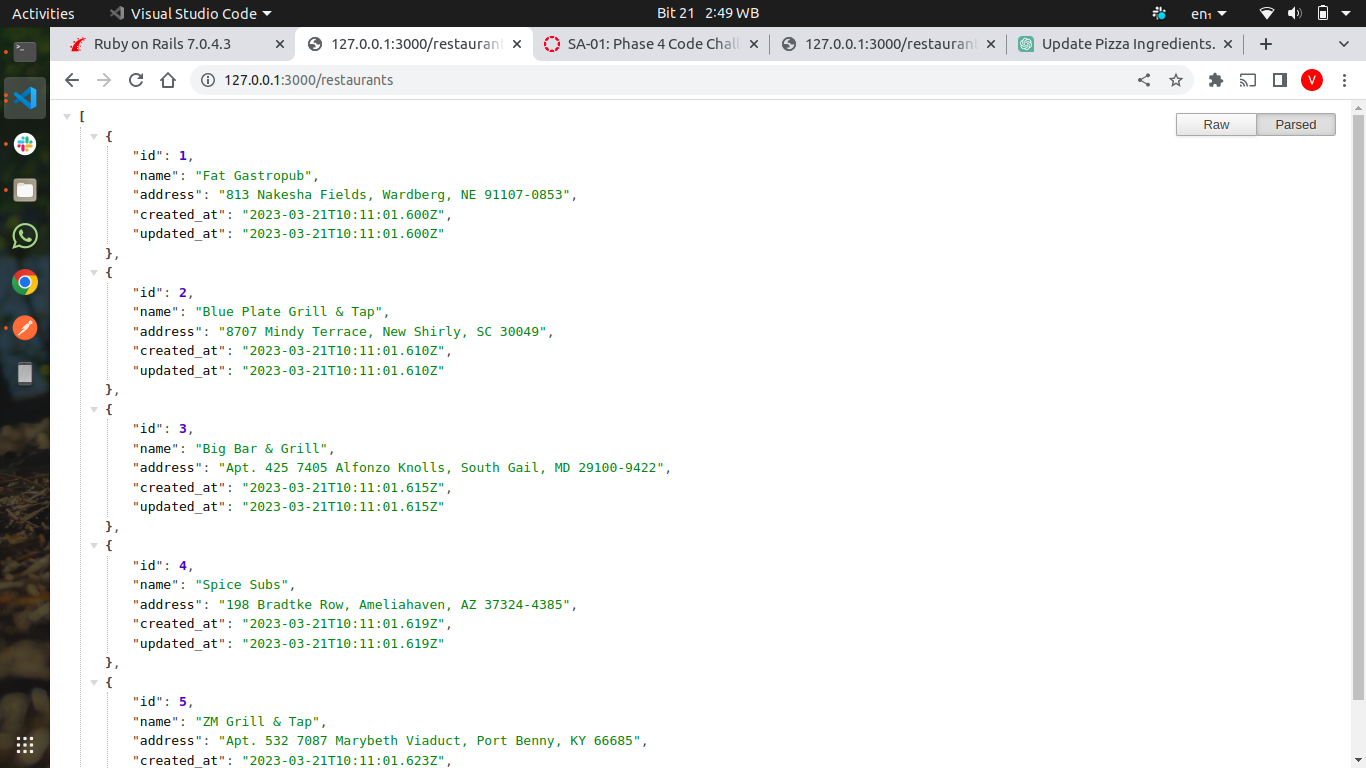 Activities
Visual Studio Code
Bit 21 2:49 WB
en₁
Ruby on Rails 7.0.4.3
127.0.0.1:3000/restauran
SA-01: Phase 4 Code Chall
127.0.0.1:3000/restauran
Update Pizza Ingredients.
127.0.0.1:3000/restaurants
V
Raw
Parsed
[
{
"id": 1,
"name": "Fat Gastropub",
"address": "813 Nakesha Fields, Wardberg, NE 91107-0853",
"created_at": "2023-03-21T10:11:01.600Z",
"updated_at": "2023-03-21T10:11:01.600Z"
},
{
"id": 2,
"name": "Blue Plate Grill & Tap",
"address": "8707 Mindy Terrace, New Shirly, SC 30049",
"created_at": "2023-03-21T10:11:01.610Z",
"updated_at": "2023-03-21T10:11:01.610Z"
},
{
"id": 3,
"name": "Big Bar & Grill",
"address": "Apt. 425 7405 Alfonzo Knolls, South Gail, MD 29100-9422",
"created_at": "2023-03-21T10:11:01.615Z",
"updated_at": "2023-03-21T10:11:01.615Z"
},
{
"id": 4,
"name": "Spice Subs",
"address": "198 Bradtke Row, Ameliahaven, AZ 37324-4385",
"created_at": "2023-03-21T10:11:01.619Z",
"updated_at": "2023-03-21T10:11:01.619Z"
},
{
"id": 5,
"name": "ZM Grill & Tap",
"address": "Apt. 532 7087 Marybeth Viaduct, Port Benny, KY 66685",
"created_at": "2023-03-21T10:11:01.623Z",